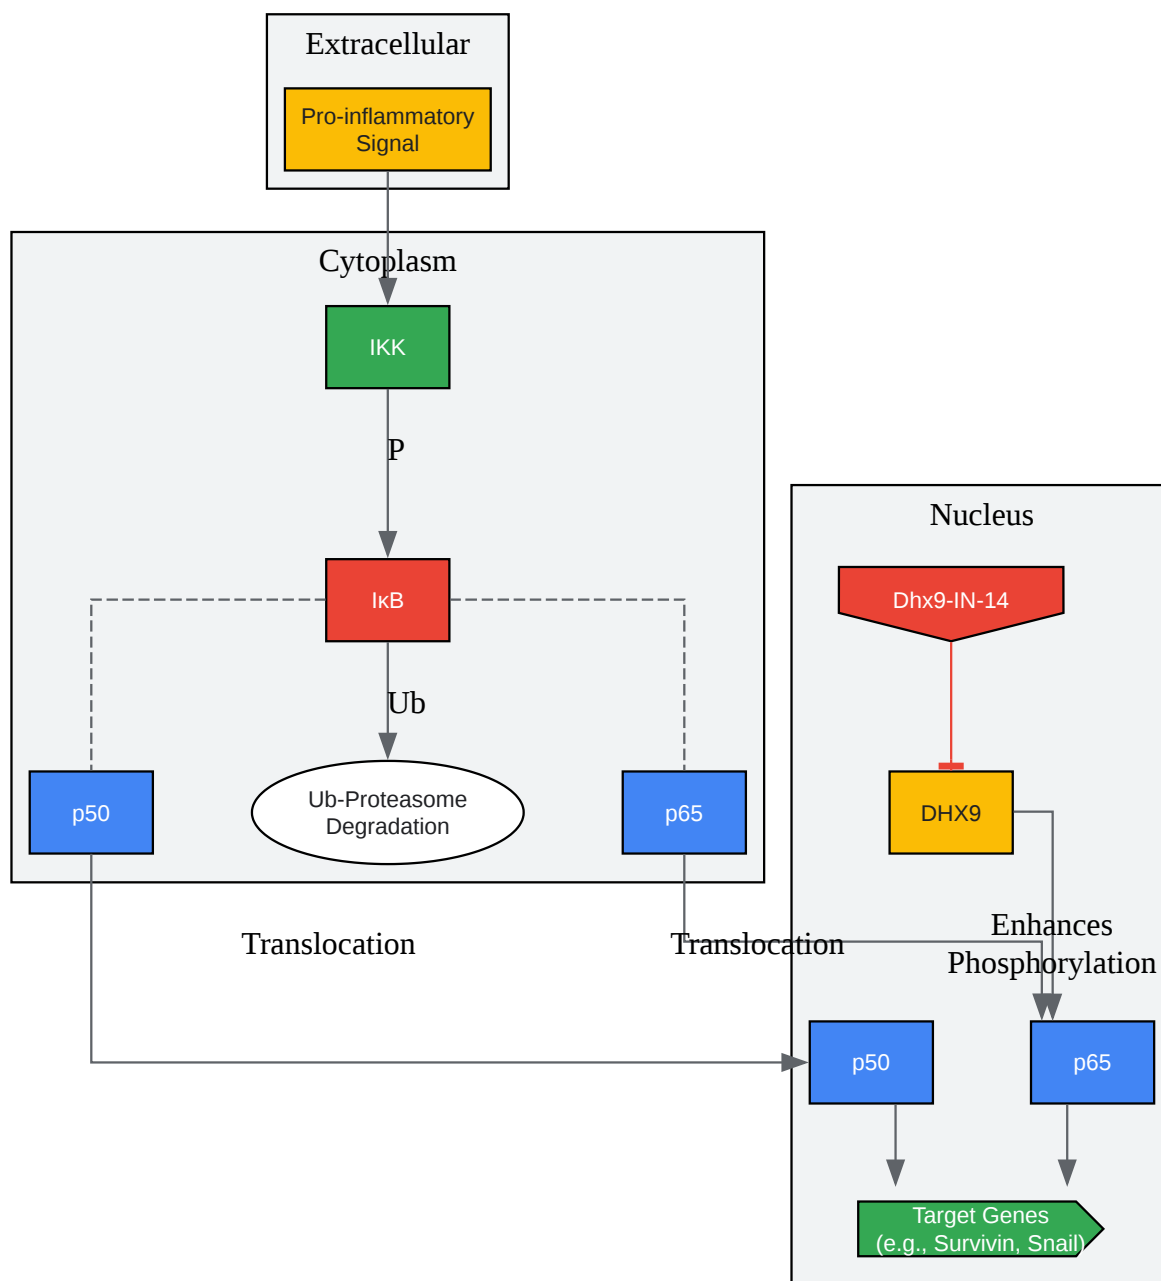 Extracellular
Pro-inflammatory
Signal
Cytoplasm
IKK
P
IκB
Ub
p50
Ub-Proteasome
Degradation
p65
Translocation
Translocation
Nucleus
Dhx9-IN-14
DHX9
Enhances
Phosphorylation
p50
p65
Target Genes
(e.g., Survivin, Snail)